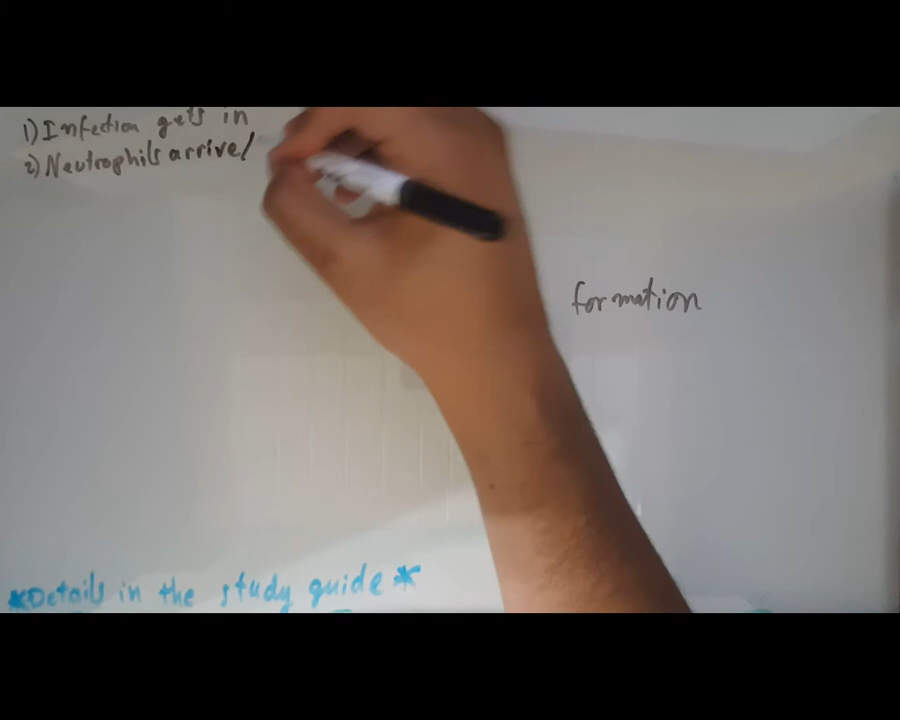 1) Infection gets in
2) Neutrophils arrive/
formation
*Details in the study guide*